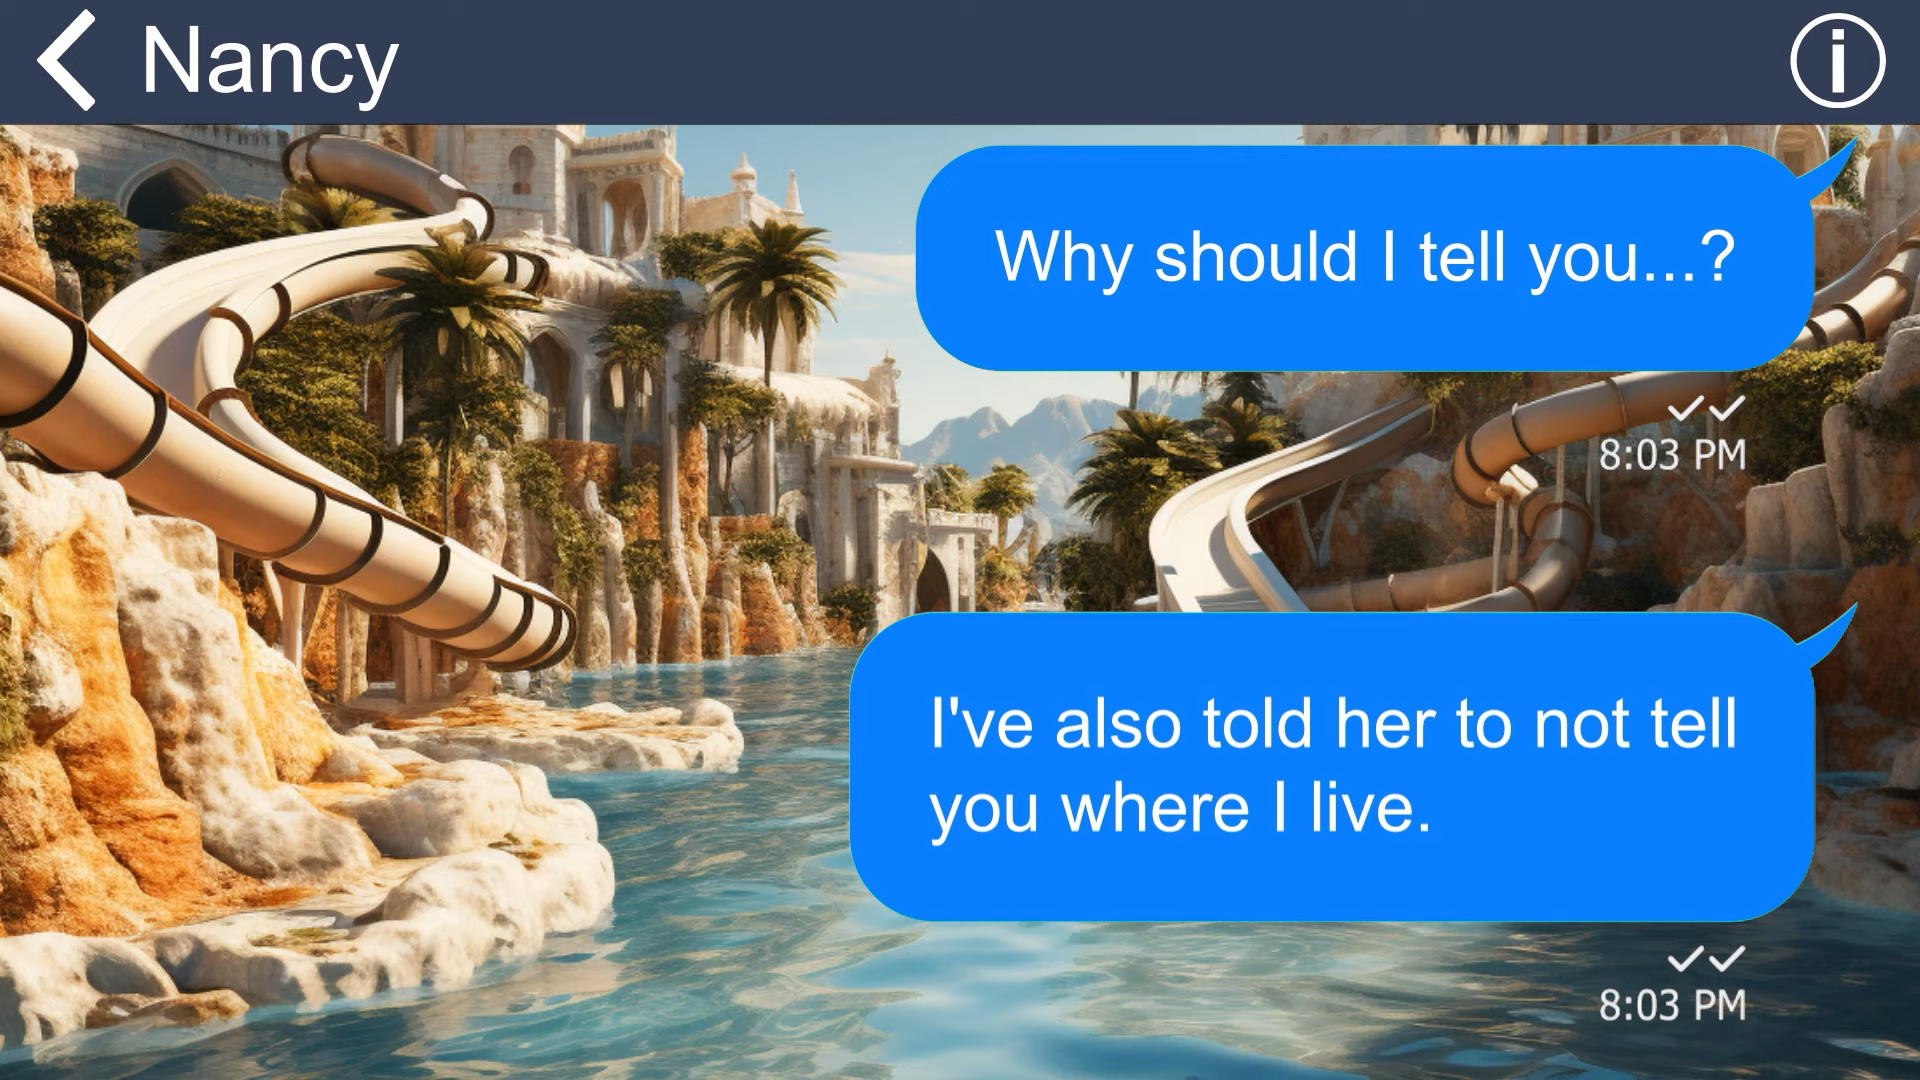 Nancy
Why should I tell you...?
8:03 PM
I've also told her to not tell
you where I live.
8:03 PM